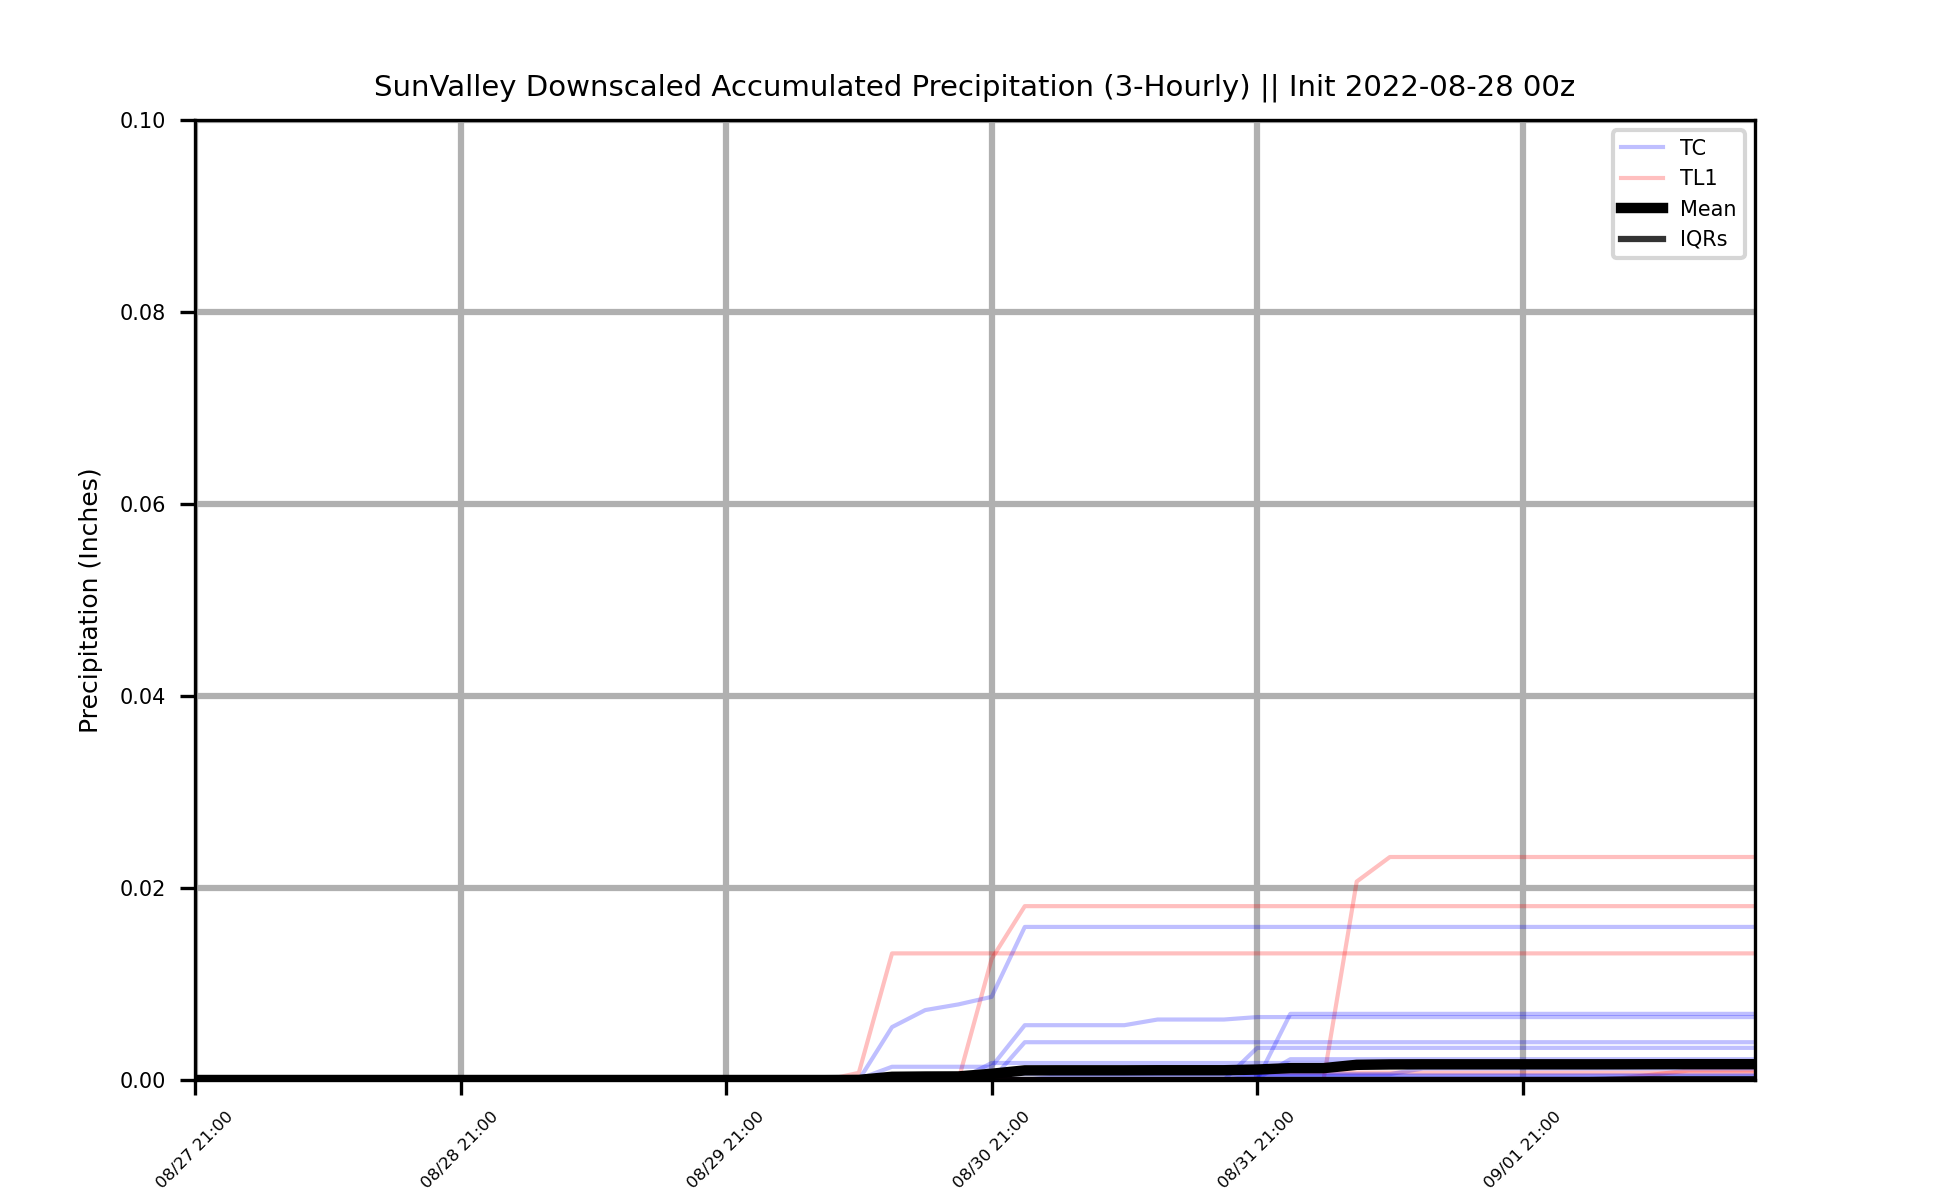 SunValley Downscaled Accumulated Precipitation (3-Hourly) || Init 2022-08-28 00z
TC
TL1
Mean
IQRs
Precipitation (Inches)
0.10
0.08
0.06
0.04
0.02
0.00
08/27 21:00
08/28 21:00
08/29 21:00
08/30 21:00
08/31 21:00
09/01 21:00